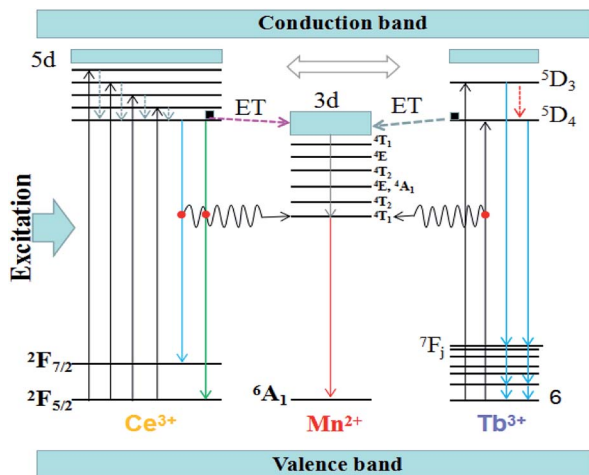 Conduction band
5d
⁵D₃
ET
3d
ET
⁵D₄
⁴T₁
⁴E
⁴T₂
⁴E, ⁴A₁
⁴T₂
⁴T₁
Excitation
²F₇/₂
⁷Fⱼ
²F₅/₂
⁶A₁
6
Ce³⁺
Mn²⁺
Tb³⁺
Valence band